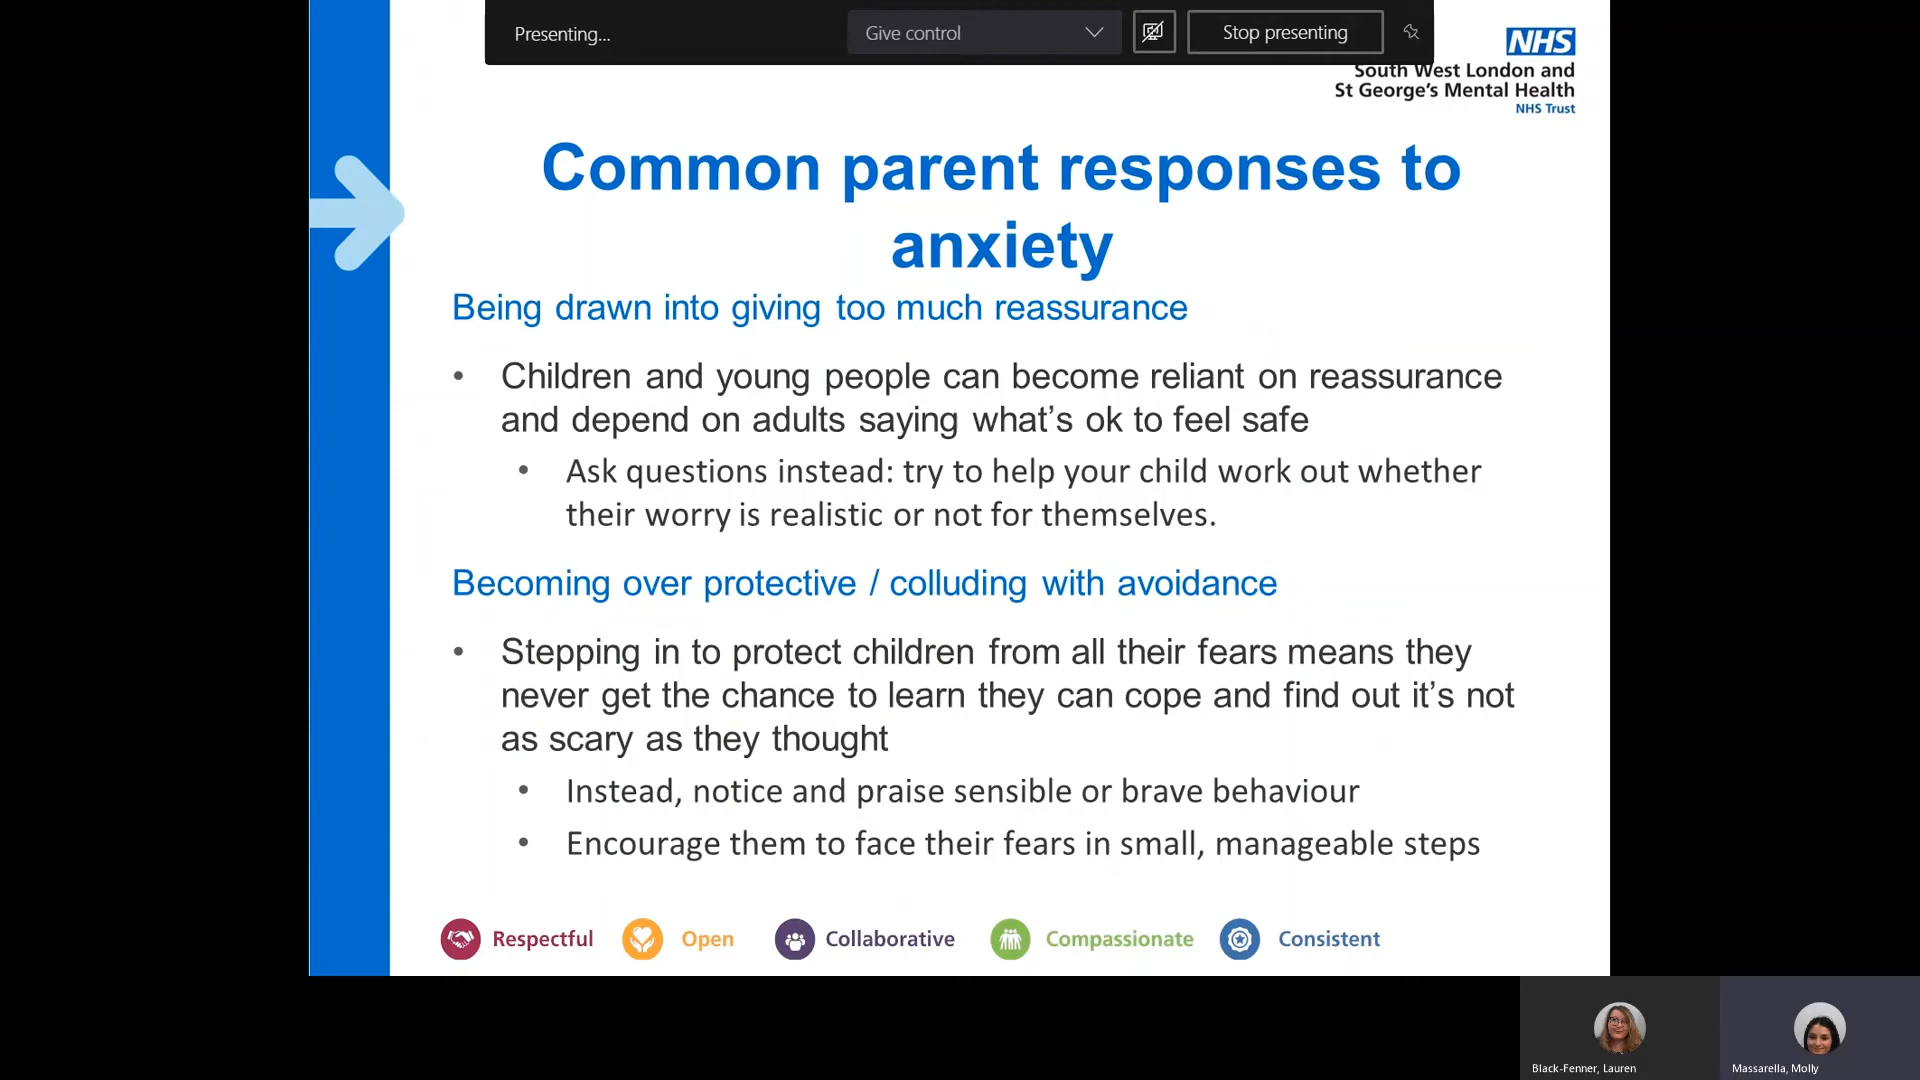 Presenting...
Give control
Stop presenting
NHS
South West London and
St George's Mental Health
NHS Trust
Common parent responses to
anxiety
Being drawn into giving too much reassurance
• Children and young people can become reliant on reassurance
and depend on adults saying what's ok to feel safe
• Ask questions instead: try to help your child work out whether
their worry is realistic or not for themselves.
Becoming over protective / colluding with avoidance
• Stepping in to protect children from all their fears means they
never get the chance to learn they can cope and find out it's not
as scary as they thought
• Instead, notice and praise sensible or brave behaviour
• Encourage them to face their fears in small, manageable steps
Respectful Open Collaborative Compassionate Consistent
Black-Fenner, Lauren
Massarella, Molly